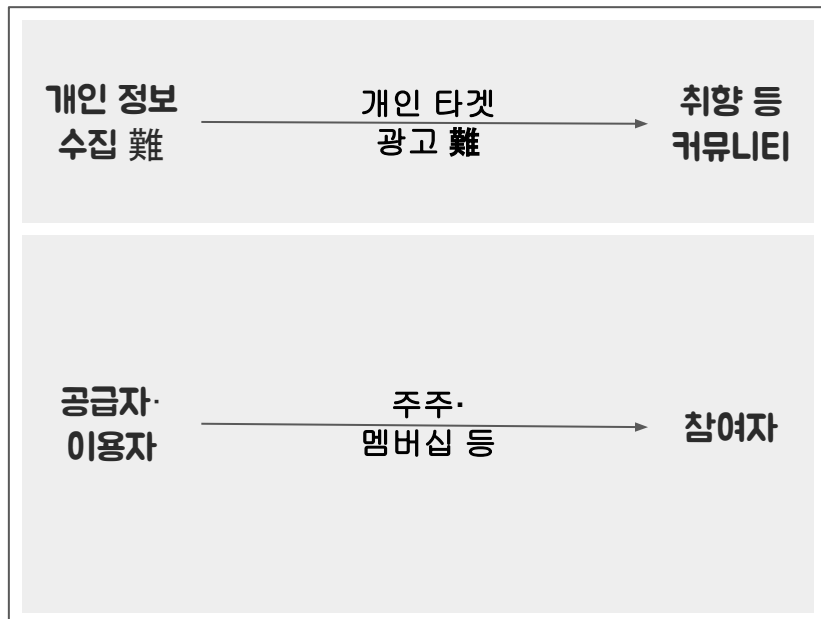 개인 정보
수집 難
개인 타겟
광고 難
취향 등
커뮤니티
공급자·
이용자
주주·
멤버십 등
참여자